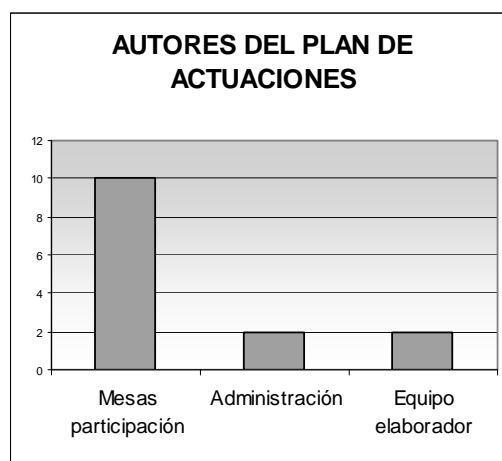 AUTORES DEL PLAN DE
ACTUACIONES
12
10
8
6
4
2
0
Mesas
participación
Administración
Equipo
elaborador